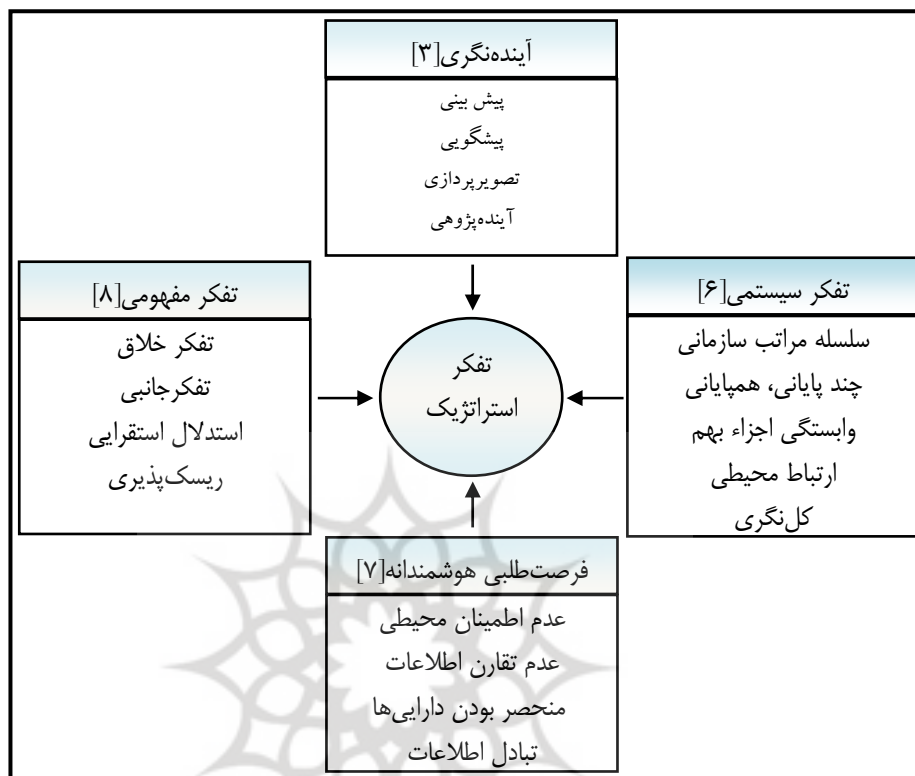 آینده‌نگری[۳]
پیش بینی
پیشگویی
تصویرپردازی
آینده‌پژوهی
تفکر سیستمی[۶]
سلسله مراتب سازمانی
چند پایانی، همپایانی
وابستگی اجزاء بهم
ارتباط محیطی
کل‌نگری
تفکر
استراتژیک
تفکر مفهومی[۸]
تفکر خلاق
تفکرجانبی
استدلال استقرایی
ریسک‌پذیری
فرصت‌طلبی هوشمندانه[۷]
عدم اطمینان محیطی
عدم تقارن اطلاعات
منحصر بودن دارایی‌ها
تبادل اطلاعات